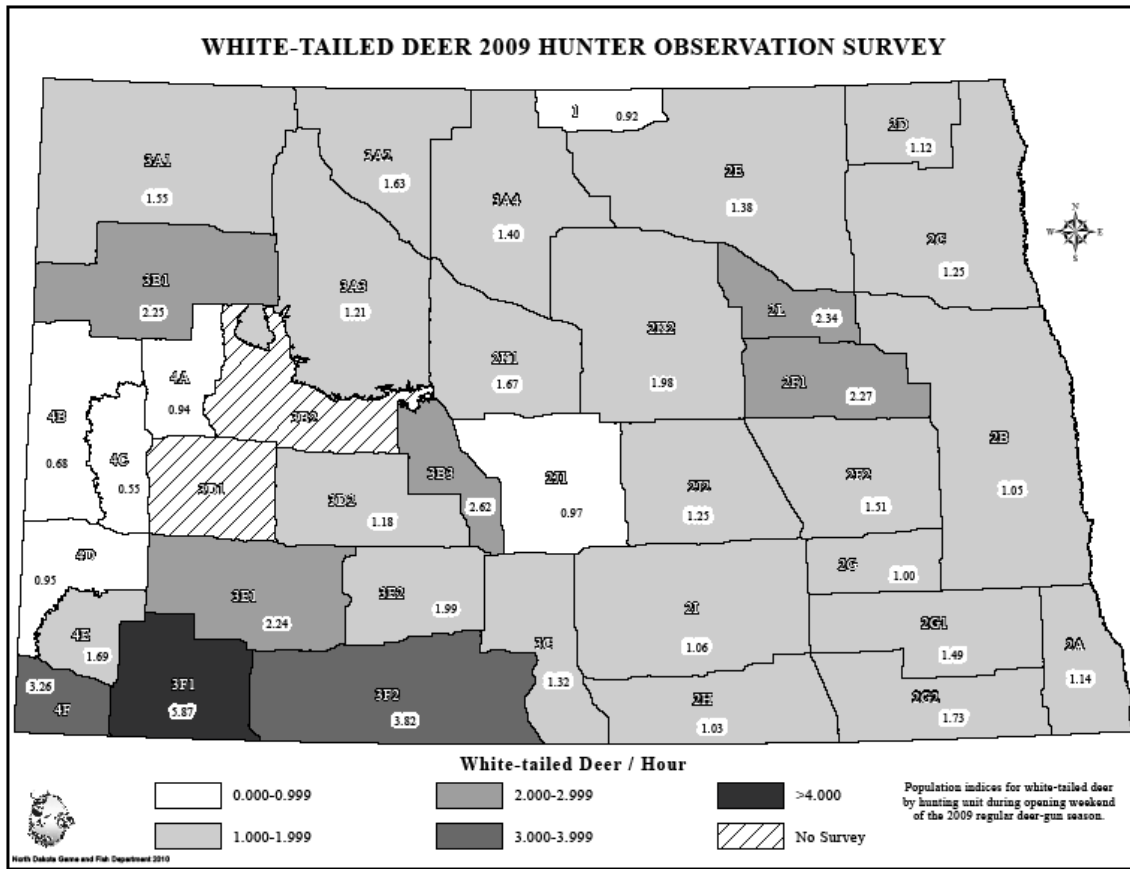 WHITE-TAILED DEER 2009 HUNTER OBSERVATION SURVEY
1
0.92
2D
1.12
3A1
1.55
3A2
1.63
3A4
1.40
2E
1.38
2C
1.25
N
W E
S
3B1
2.25
3A3
1.21
2L
2.34
2H2
1.98
2H1
1.67
2F1
2.27
4A
0.94
4B
0.68
4C
0.55
3B2
3B3
2.62
2J1
0.97
2J2
1.25
2F2
1.51
2B
1.05
3D1
3D2
1.18
4D
0.95
3E1
2.24
3E2
1.99
2G
1.00
2I
1.06
2G1
1.49
2A
1.14
4E
1.69
3C
1.32
3.26
4F
3F1
5.87
3F2
3.82
2H
1.03
2G2
1.73
White-tailed Deer / Hour
0.000-0.999
2.000-2.999
>4.000
1.000-1.999
3.000-3.999
No Survey
Population indices for white-tailed deer
by hunting unit during opening weekend
of the 2009 regular deer-gun season.
North Dakota Game and Fish Department 2010